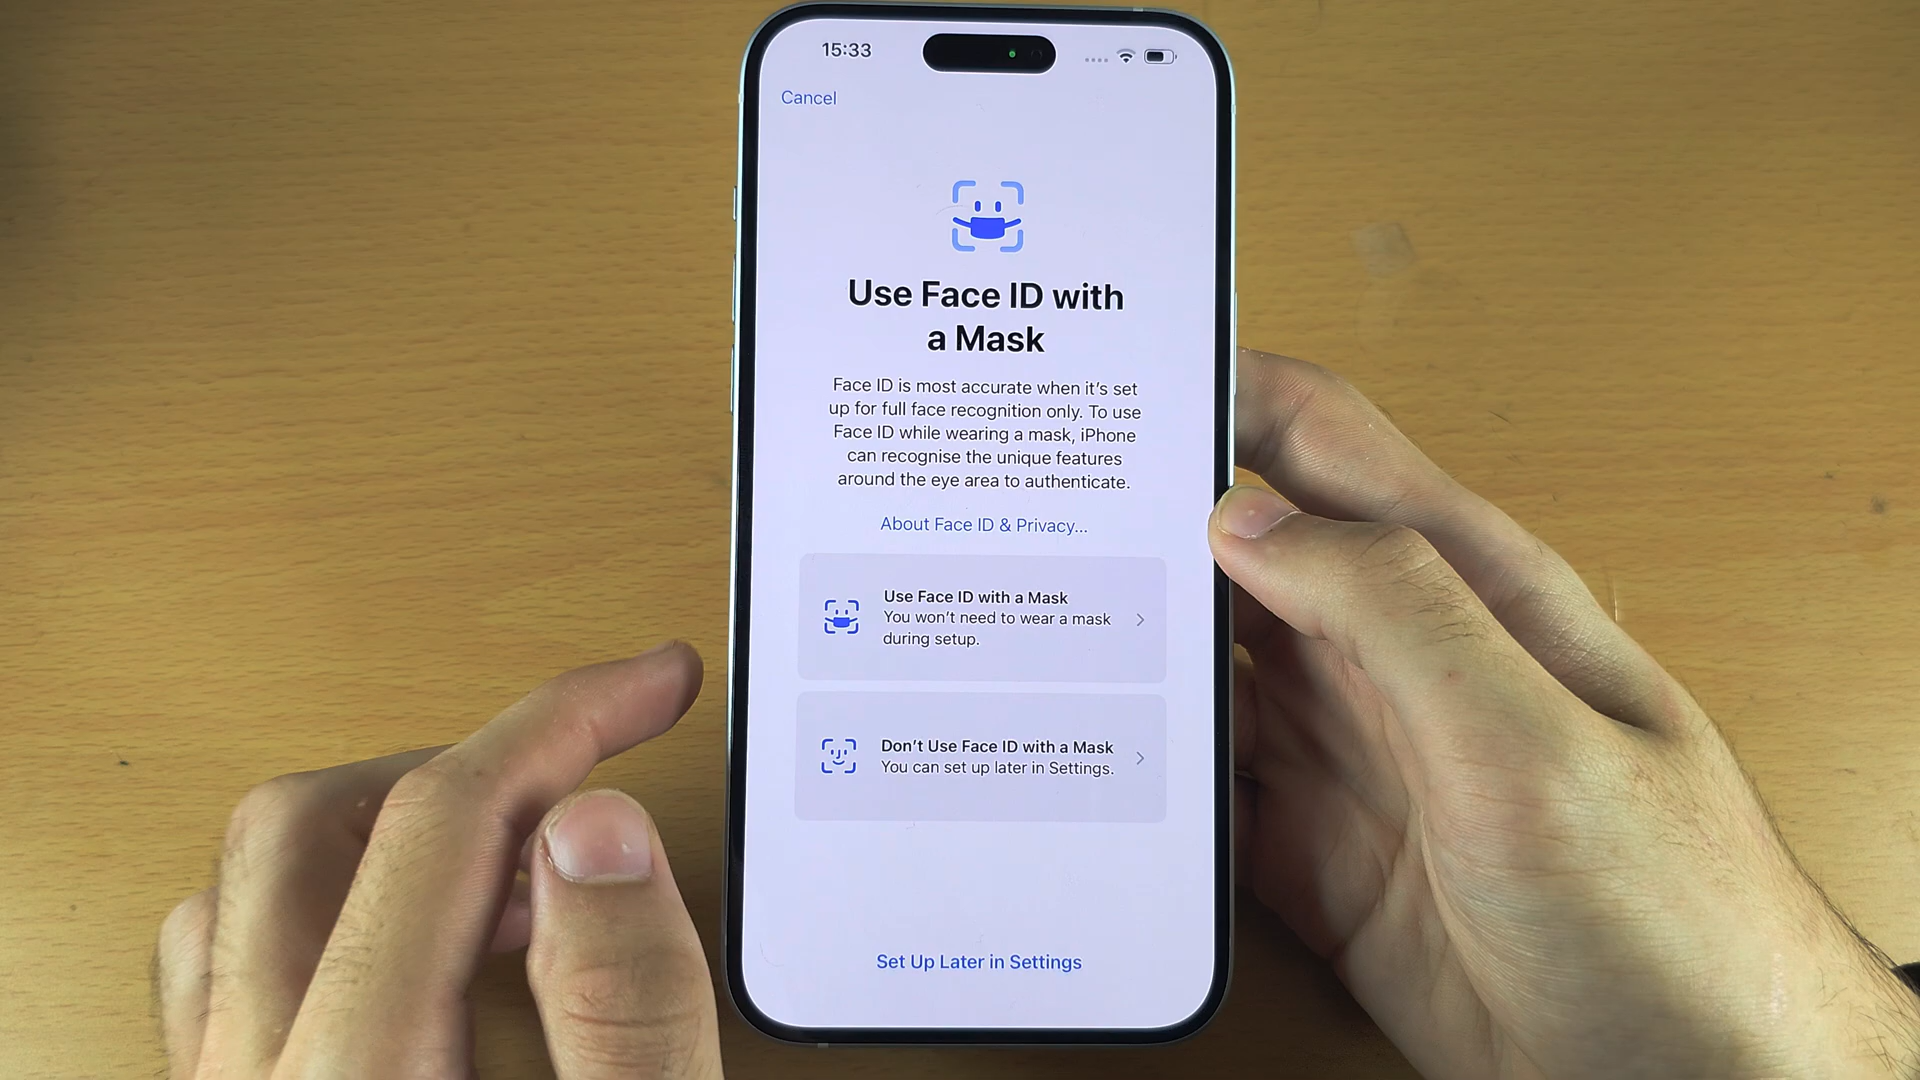 15:33
Cancel
Use Face ID with
a Mask
Face ID is most accurate when it’s set
up for full face recognition only. To use
Face ID while wearing a mask, iPhone
can recognise the unique features
around the eye area to authenticate.
About Face ID & Privacy...
Use Face ID with a Mask
You won’t need to wear a mask
during setup.
Don’t Use Face ID with a Mask
You can set up later in Settings.
Set Up Later in Settings